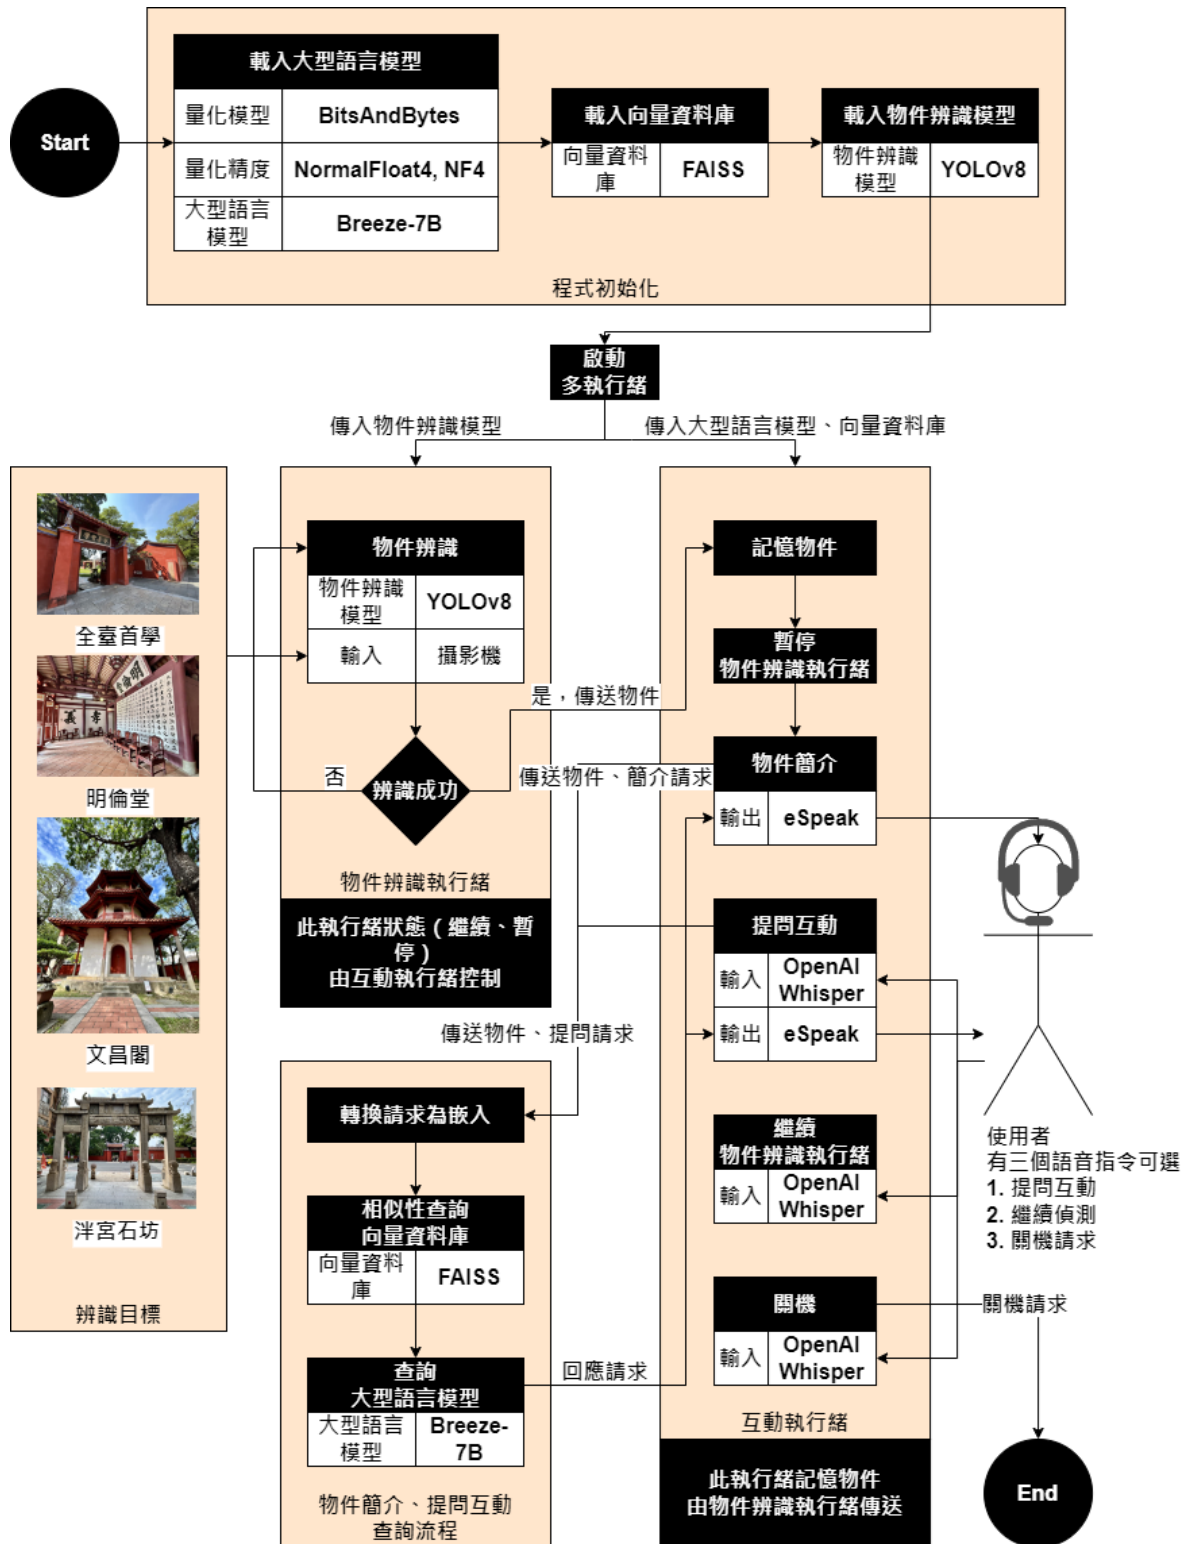 Start
載入大型語言模型
量化模型
BitsAndBytes
量化精度
NormalFloat4, NF4
大型語言
模型
Breeze-7B
載入向量資料庫
向量資料
庫
FAISS
載入物件辨識模型
物件辨識
模型
YOLOv8
程式初始化
啟動
多執行緒
傳入物件辨識模型
傳入大型語言模型、向量資料庫
全臺首學
明倫堂
文昌閣
泮宮石坊
辨識目標
物件辨識
物件辨識
模型
YOLOv8
輸入
攝影機
辨識成功
否
是，傳送物件
物件辨識執行緒
此執行緒狀態（繼續、暫
停）
由互動執行緒控制
傳送物件、簡介請求
傳送物件、提問請求
轉換請求為嵌入
相似性查詢
向量資料庫
向量資料
庫
FAISS
查詢
大型語言模型
大型語言
模型
Breeze-
7B
物件簡介、提問互動
查詢流程
回應請求
記憶物件
暫停
物件辨識執行緒
物件簡介
輸出
eSpeak
提問互動
輸入
OpenAI
Whisper
輸出
eSpeak
繼續
物件辨識執行緒
輸入
OpenAI
Whisper
關機
輸入
OpenAI
Whisper
互動執行緒
此執行緒記憶物件
由物件辨識執行緒傳送
使用者
有三個語音指令可選
1. 提問互動
2. 繼續偵測
3. 關機請求
關機請求
End